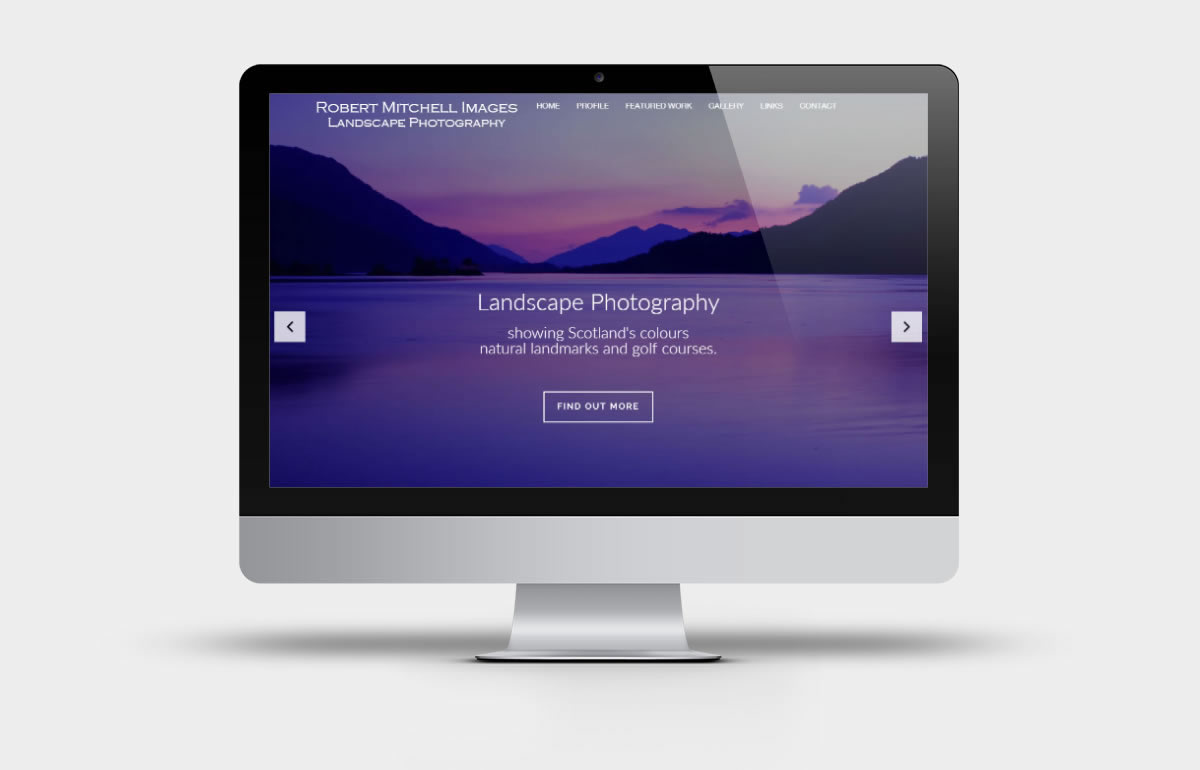 ROBERT MITCHELL IMAGES
LANDSCAPE PHOTOGRAPHY
HOME PROFILE FEATURED WORK GALLERY LINKS CONTACT
Landscape Photography
showing Scotland's colours
natural landmarks and golf courses.
FIND OUT MORE